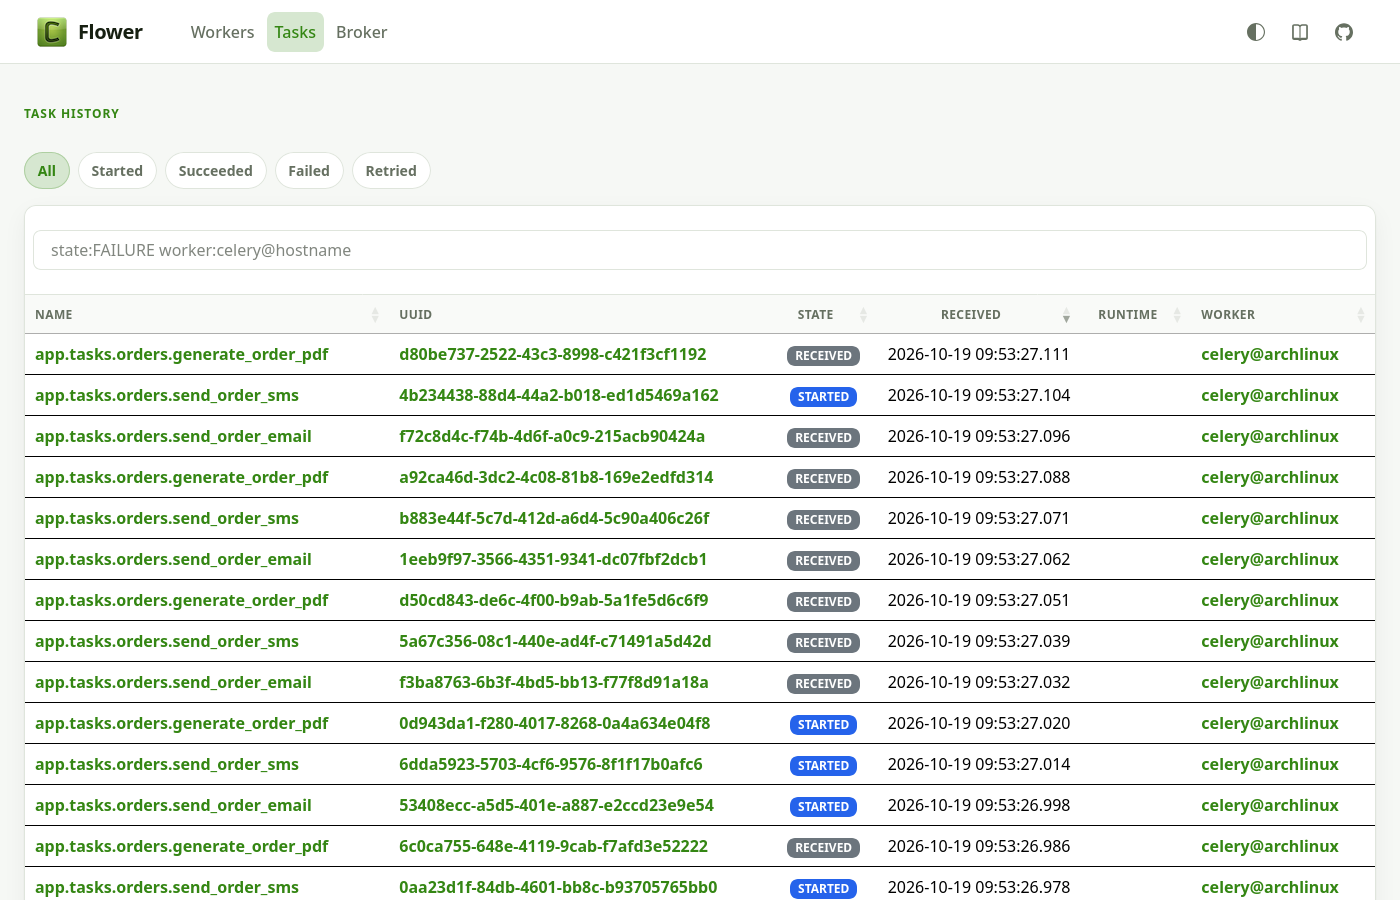 Flower Workers Tasks Broker
TASK HISTORY
All Started Succeeded Failed Retried
state:FAILURE worker:celery@hostname
NAME UUID STATE RECEIVED RUNTIME WORKER
app.tasks.orders.generate_order_pdf d80be737-2522-43c3-8998-c421f3cf1192 RECEIVED 2026-10-19 09:53:27.111 celery@archlinux
app.tasks.orders.send_order_sms 4b234438-88d4-44a2-b018-ed1d5469a162 STARTED 2026-10-19 09:53:27.104 celery@archlinux
app.tasks.orders.send_order_email f72c8d4c-f74b-4d6f-a0c9-215acb90424a RECEIVED 2026-10-19 09:53:27.096 celery@archlinux
app.tasks.orders.generate_order_pdf a92ca46d-3dc2-4c08-81b8-169e2edfd314 RECEIVED 2026-10-19 09:53:27.088 celery@archlinux
app.tasks.orders.send_order_sms b883e44f-5c7d-412d-a6d4-5c90a406c26f RECEIVED 2026-10-19 09:53:27.071 celery@archlinux
app.tasks.orders.send_order_email 1eeb9f97-3566-4351-9341-dc07fbf2dcb1 RECEIVED 2026-10-19 09:53:27.062 celery@archlinux
app.tasks.orders.generate_order_pdf d50cd843-de6c-4f00-b9ab-5a1fe5d6c6f9 RECEIVED 2026-10-19 09:53:27.051 celery@archlinux
app.tasks.orders.send_order_sms 5a67c356-08c1-440e-ad4f-c71491a5d42d RECEIVED 2026-10-19 09:53:27.039 celery@archlinux
app.tasks.orders.send_order_email f3ba8763-6b3f-4bd5-bb13-f77f8d91a18a RECEIVED 2026-10-19 09:53:27.032 celery@archlinux
app.tasks.orders.generate_order_pdf 0d943da1-f280-4017-8268-0a4a634e04f8 STARTED 2026-10-19 09:53:27.020 celery@archlinux
app.tasks.orders.send_order_sms 6dda5923-5703-4cf6-9576-8f1f17b0afc6 STARTED 2026-10-19 09:53:27.014 celery@archlinux
app.tasks.orders.send_order_email 53408ecc-a5d5-401e-a887-e2ccd23e9e54 STARTED 2026-10-19 09:53:26.998 celery@archlinux
app.tasks.orders.generate_order_pdf 6c0ca755-648e-4119-9cab-f7afd3e52222 RECEIVED 2026-10-19 09:53:26.986 celery@archlinux
app.tasks.orders.send_order_sms 0aa23d1f-84db-4601-bb8c-b93705765bb0 STARTED 2026-10-19 09:53:26.978 celery@archlinux